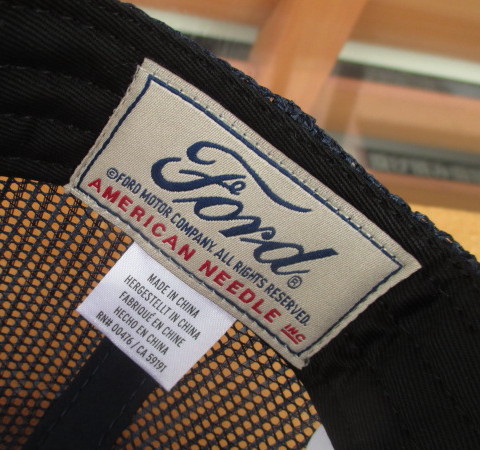 Ford®
©FORD MOTOR COMPANY. ALL RIGHTS RESERVED.
AMERICAN NEEDLE INC
MADE IN CHINA
HERGESTELLT IN CHINA
FABRIQUÉ EN CHINE
HECHO EN CHINA
RN# 00476 / CA 59191